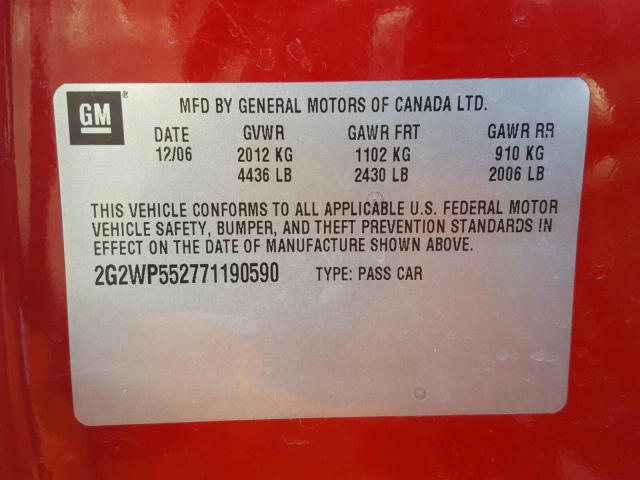 GM®
MFD BY GENERAL MOTORS OF CANADA LTD.
DATE GVWR GAWR FRT GAWR RR
12/06 2012 KG 1102 KG 910 KG
4436 LB 2430 LB 2006 LB
THIS VEHICLE CONFORMS TO ALL APPLICABLE U.S. FEDERAL MOTOR
VEHICLE SAFETY, BUMPER, AND THEFT PREVENTION STANDARDS IN
EFFECT ON THE DATE OF MANUFACTURE SHOWN ABOVE.
2G2WP552771190590 TYPE: PASS CAR